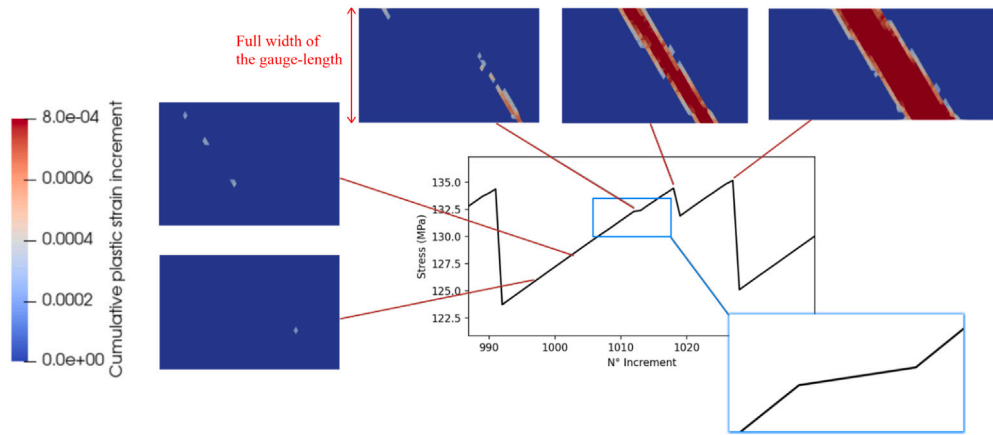 Full width of
the gauge-length
Cumulative plastic strain increment
8.0e-04
0.0006
0.0004
0.0002
0.0e+00
Stress (MPa)
135.0
132.5
130.0
127.5
125.0
122.5
990
1000
1010
1020
N° Increment